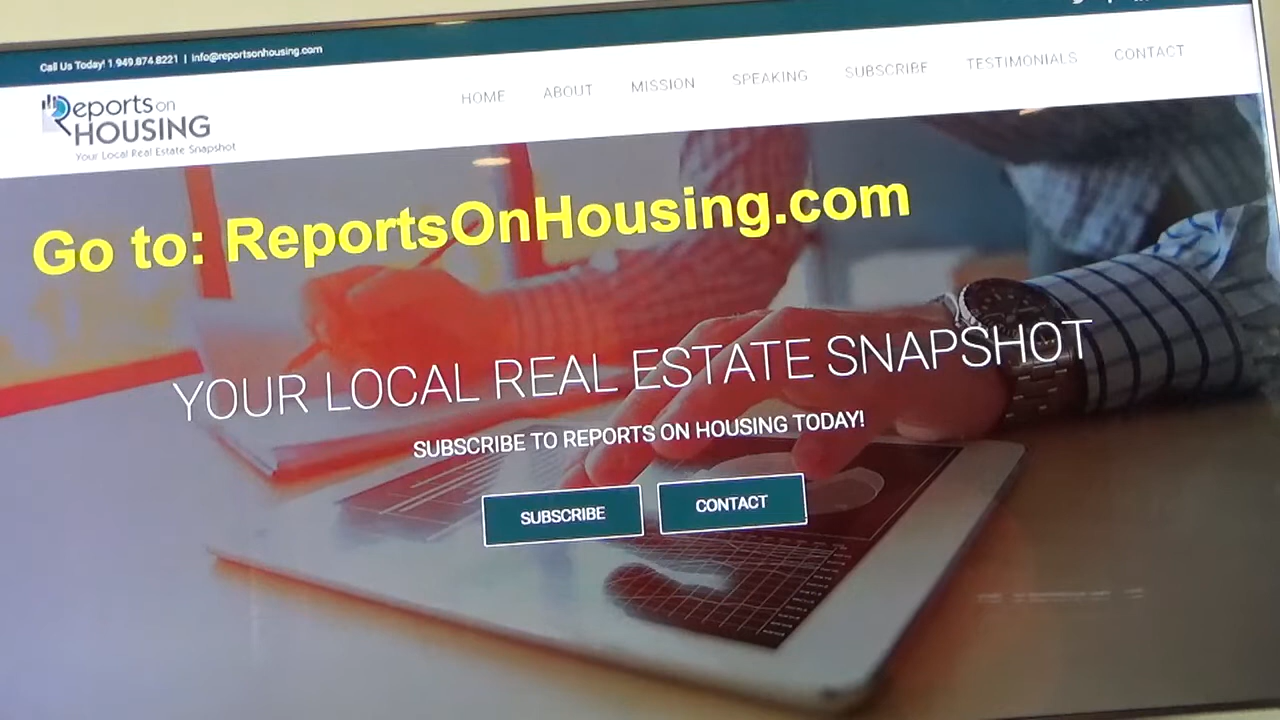 Call Us Today! 1.949.874.8221 | info@reportsonhousing.com
Reports on
HOUSING
Your Local Real Estate Snapshot
HOME ABOUT MISSION SPEAKING SUBSCRIBE TESTIMONIALS CONTACT
Go to: ReportsOnHousing.com
YOUR LOCAL REAL ESTATE SNAPSHOT
SUBSCRIBE TO REPORTS ON HOUSING TODAY!
SUBSCRIBE CONTACT